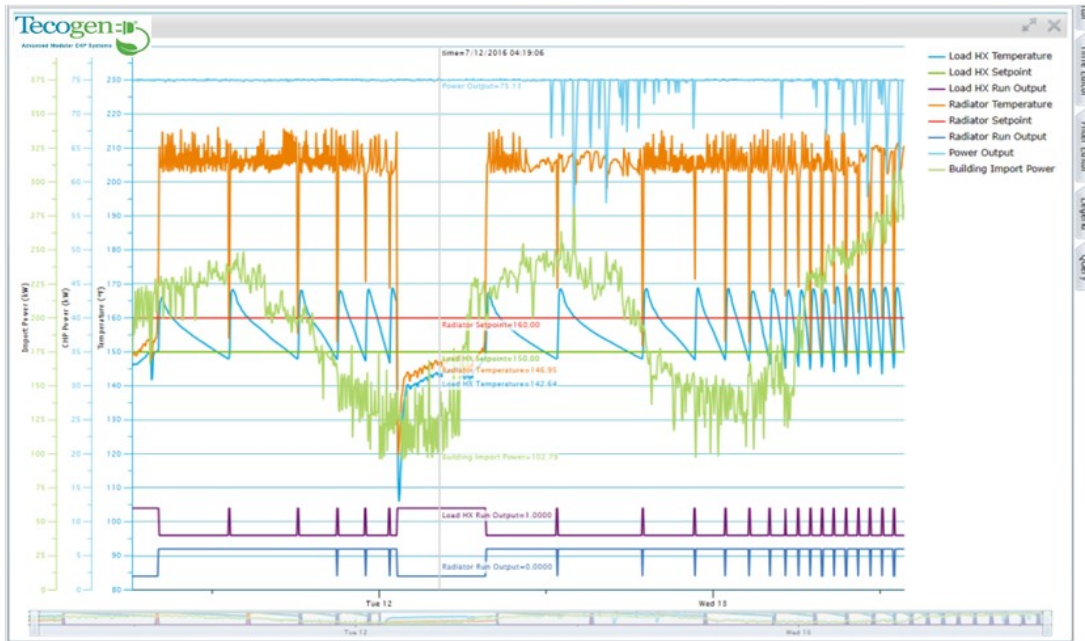 Tecogen
Advanced Modular CHP Systems
time=7/12/2016 04:19:06
Load HX Temperature
Load HX Setpoint
Load HX Run Output
Radiator Temperature
Radiator Setpoint
Radiator Run Output
Power Output
Building Import Power
Import Power (kW)
375
350
325
300
275
250
225
200
175
150
125
100
75
50
25
0
CHP Power (kW)
75
70
65
60
55
50
45
40
35
30
25
20
15
10
5
0
Temperature (°F)
230
220
210
200
190
180
170
160
150
140
130
120
110
100
90
80
Power Output=75.13
Radiator Setpoint=160.00
Load HX Setpoint=150.00
Radiator Temperature=146.95
Load HX Temperature=142.64
Building Import Power=102.79
Load HX Run Output=1.0000
Radiator Run Output=0.0000
Tue 12
Wed 13
Tue 12
Wed 13
Legend
Query